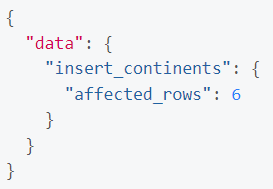 {
  "data": {
    "insert_continents": {
      "affected_rows": 6
    }
  }
}